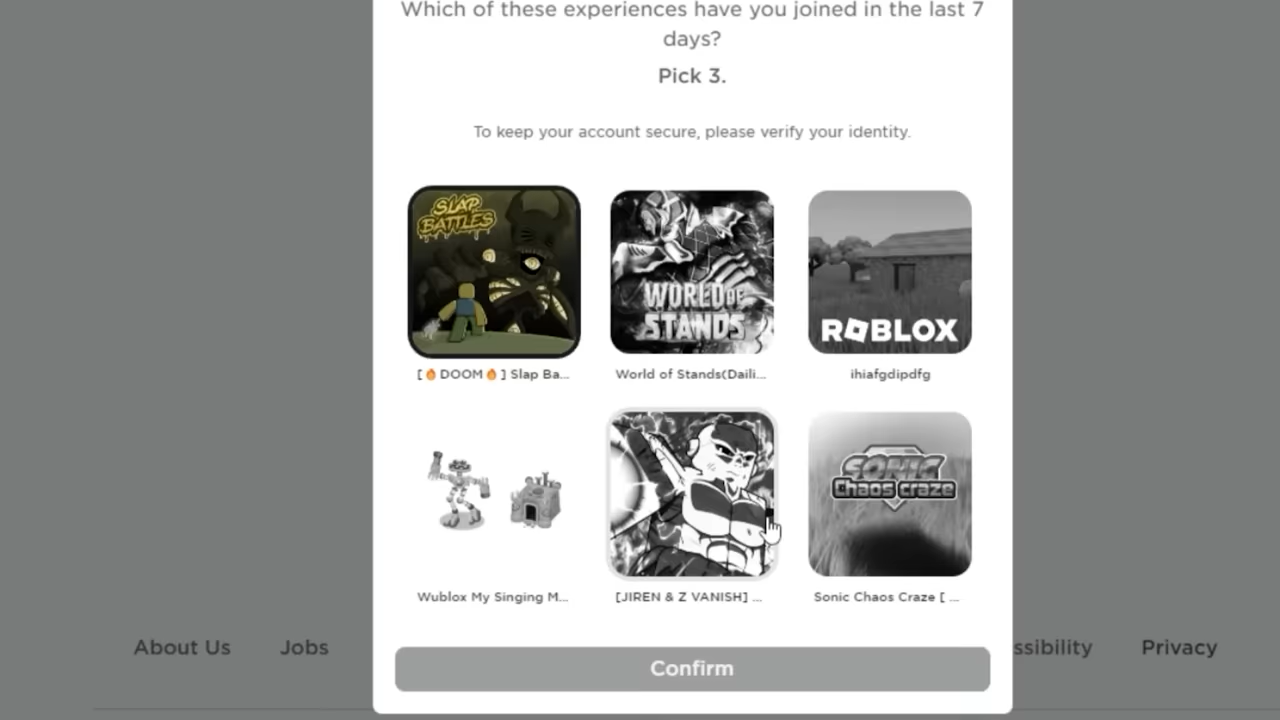 Which of these experiences have you joined in the last 7
days?
Pick 3.
To keep your account secure, please verify your identity.
SLAP
BATTLES
WORLD OF
STANDS
ROBLOX
[🔥DOOM🔥] Slap Ba...
World of Stands(Daili...
ihiafgdipdfg
SONIC
Chaos craze
Wublox My Singing M...
[JIREN & Z VANISH] ...
Sonic Chaos Craze [ ...
About Us
Jobs
ssibility
Privacy
Confirm